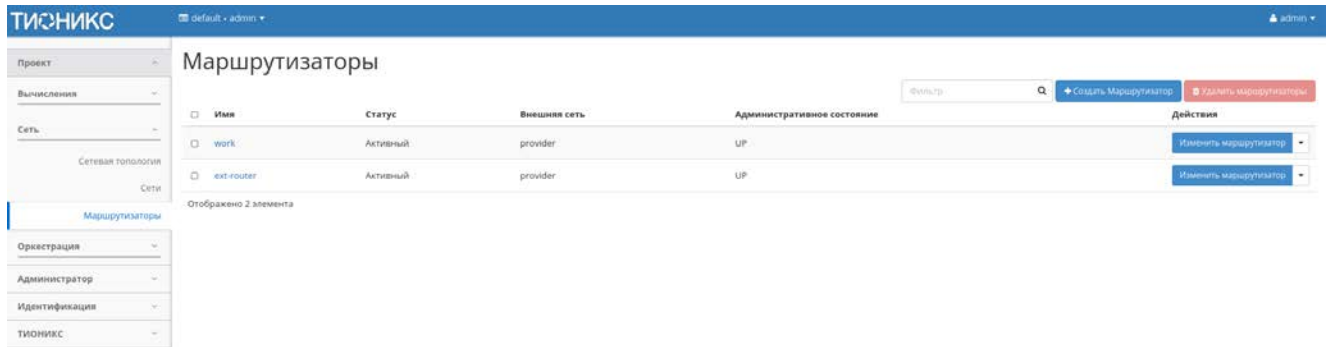 ТИОНИКС default • admin admin
Проект
Вычисления
Сеть
Сетевая топология
Сети
Маршрутизаторы
Оркестрация
Администратор
Идентификация
ТИОНИКС
Маршрутизаторы
Фильтр + Создать Маршрутизатор Удалить маршрутизаторы
Имя Статус Внешняя сеть Административное состояние Действия
work Активный provider UP Изменить маршрутизатор
ext-router Активный provider UP Изменить маршрутизатор
Отображено 2 элемента